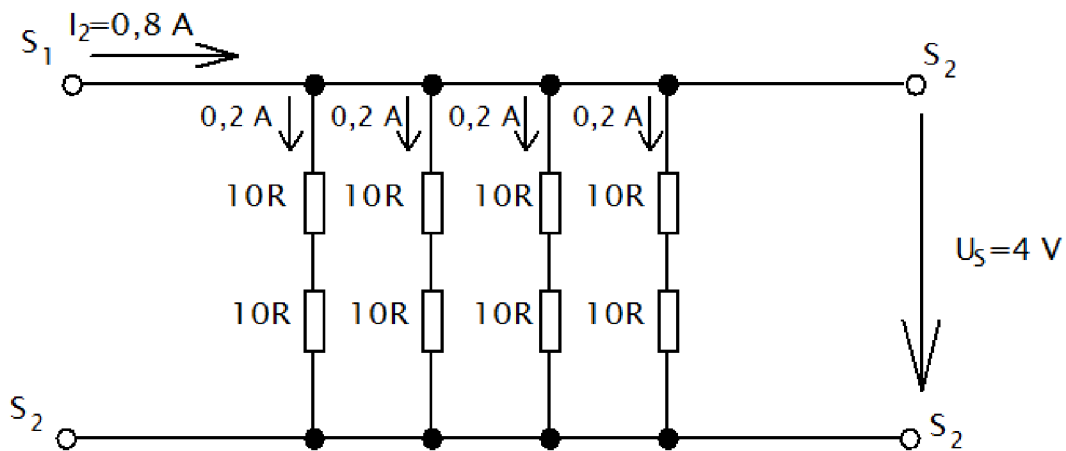 I₂=0,8 A
S₁
S₂
0,2 A 0,2 A 0,2 A 0,2 A
10R 10R 10R 10R
U_S=4 V
10R 10R 10R 10R
S₂
S₂